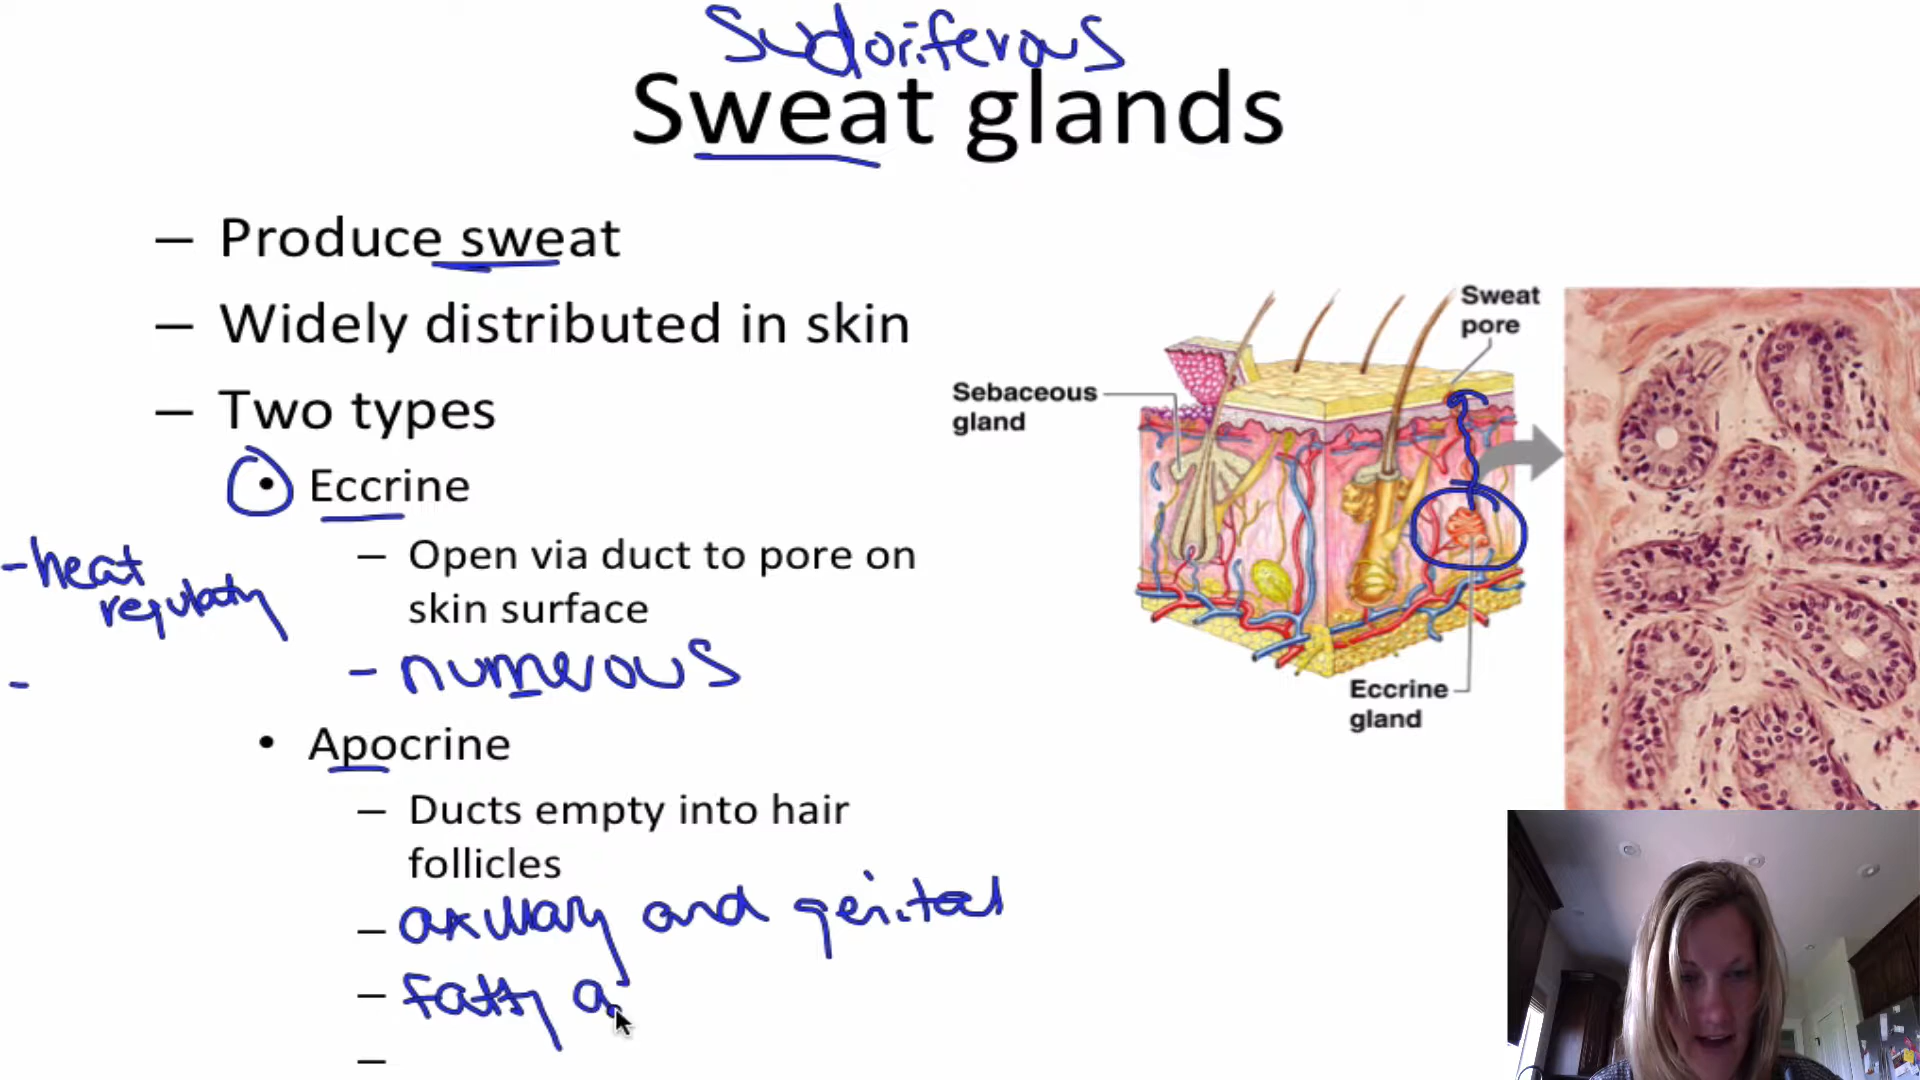 Sudoriferous
Sweat glands
– Produce sweat
– Widely distributed in skin
– Two types
• Eccrine
– Open via duct to pore on
skin surface
- heat
- numerous
-
• Apocrine
– Ducts empty into hair
follicles
– axillary and genital
– fatty a
–
Sweat
pore
Sebaceous
gland
Eccrine
gland